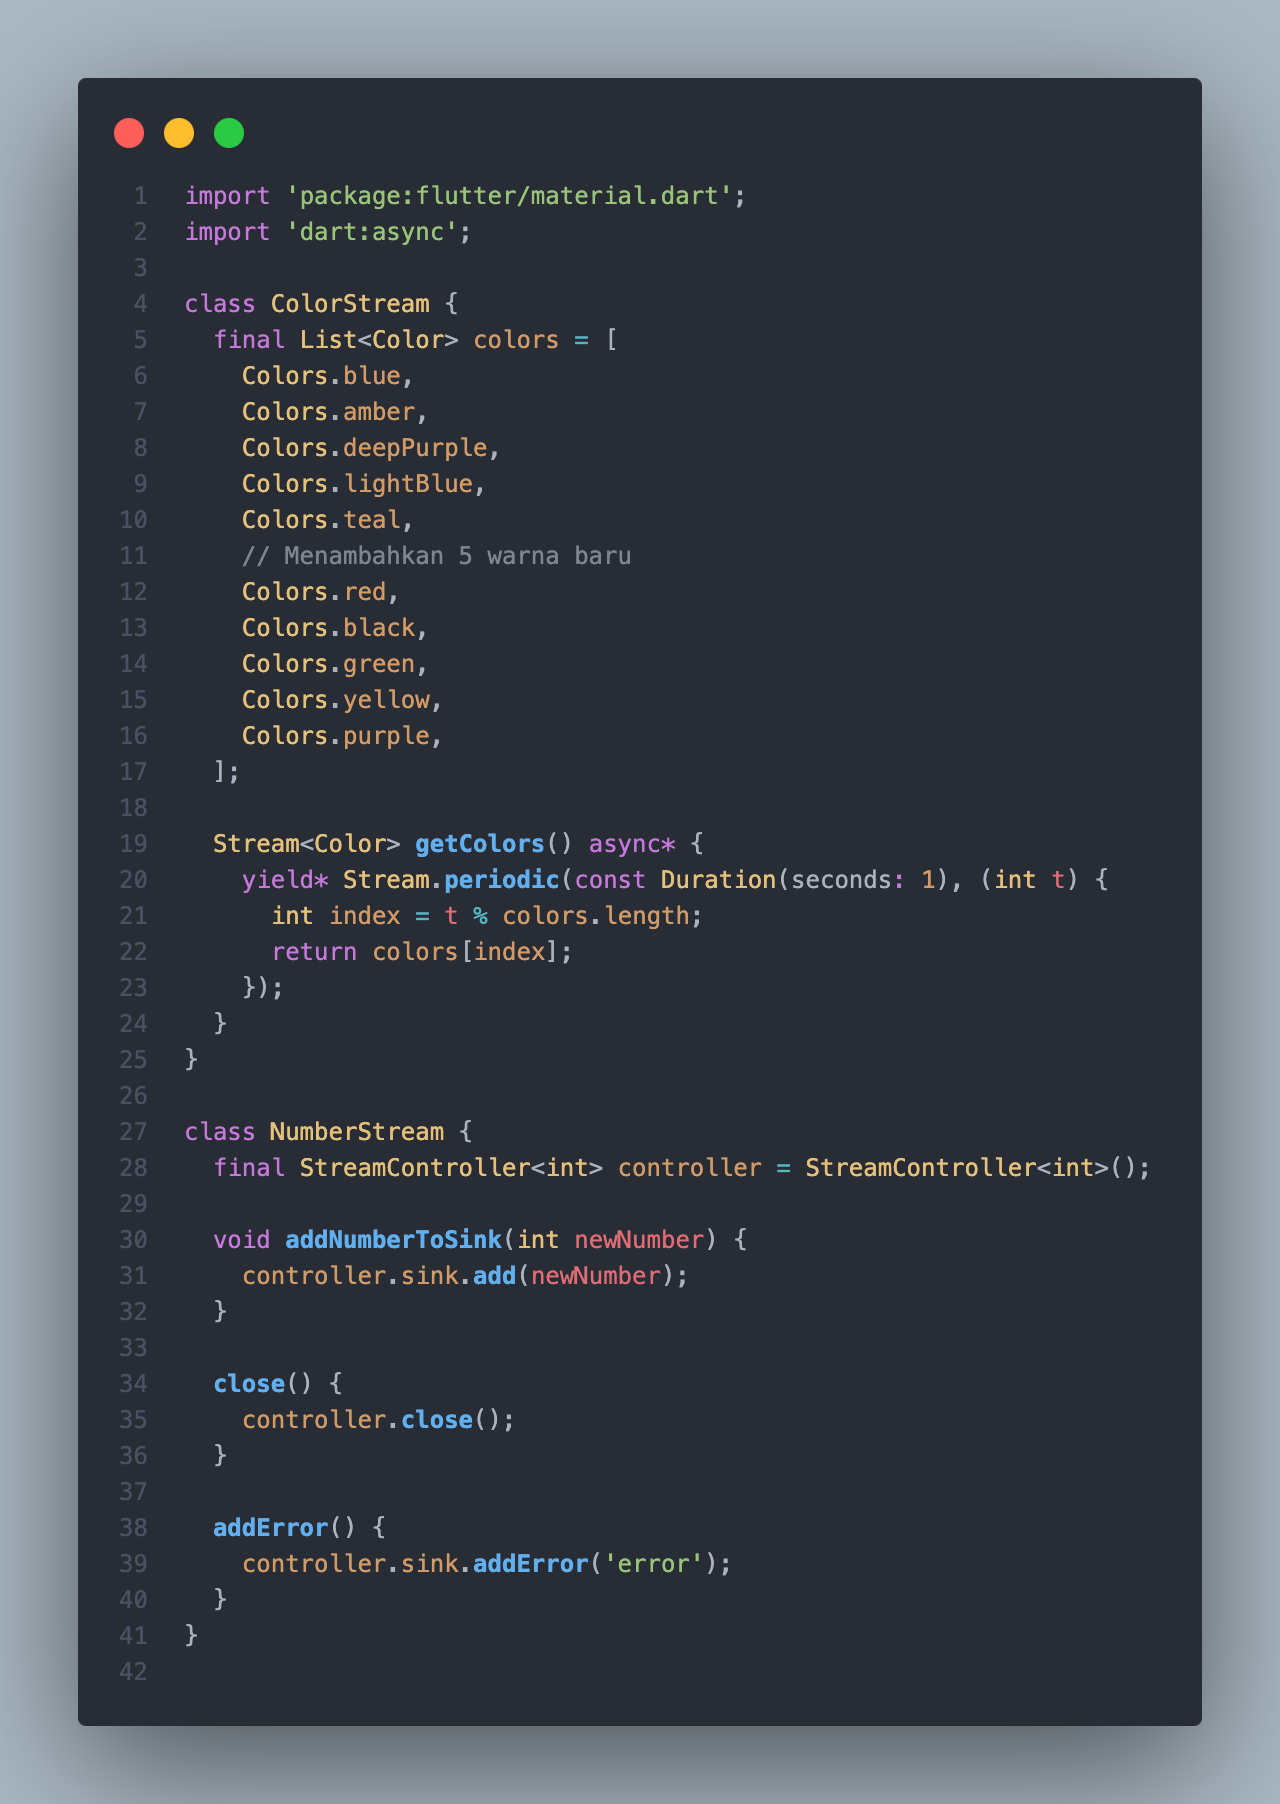 1 import 'package:flutter/material.dart';
2 import 'dart:async';
3
4 class ColorStream {
5   final List<Color> colors = [
6     Colors.blue,
7     Colors.amber,
8     Colors.deepPurple,
9     Colors.lightBlue,
10     Colors.teal,
11     // Menambahkan 5 warna baru
12     Colors.red,
13     Colors.black,
14     Colors.green,
15     Colors.yellow,
16     Colors.purple,
17   ];
18
19   Stream<Color> getColors() async* {
20     yield* Stream.periodic(const Duration(seconds: 1), (int t) {
21       int index = t % colors.length;
22       return colors[index];
23     });
24   }
25 }
26
27 class NumberStream {
28   final StreamController<int> controller = StreamController<int>();
29
30   void addNumberToSink(int newNumber) {
31     controller.sink.add(newNumber);
32   }
33
34   close() {
35     controller.close();
36   }
37
38   addError() {
39     controller.sink.addError('error');
40   }
41 }
42